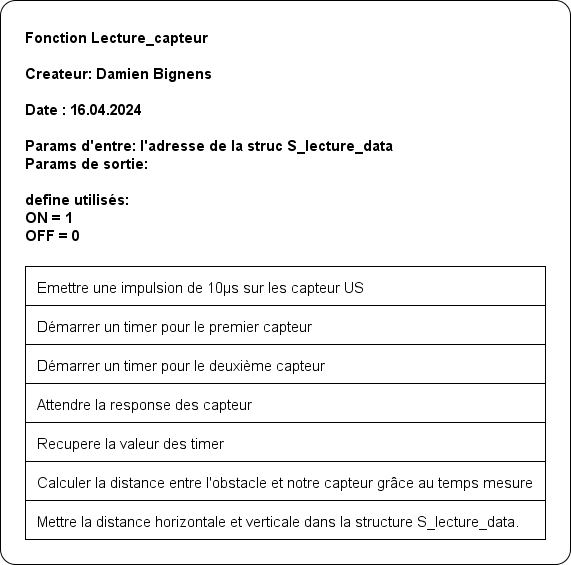 Fonction Lecture_capteur
Createur: Damien Bignens
Date : 16.04.2024
Params d'entre: l'adresse de la struc S_lecture_data
Params de sortie:
define utilisés:
ON = 1
OFF = 0
Emettre une impulsion de 10µs sur les capteur US
Démarrer un timer pour le premier capteur
Démarrer un timer pour le deuxième capteur
Attendre la response des capteur
Recupere la valeur des timer
Calculer la distance entre l'obstacle et notre capteur grâce au temps mesure
Mettre la distance horizontale et verticale dans la structure S_lecture_data.